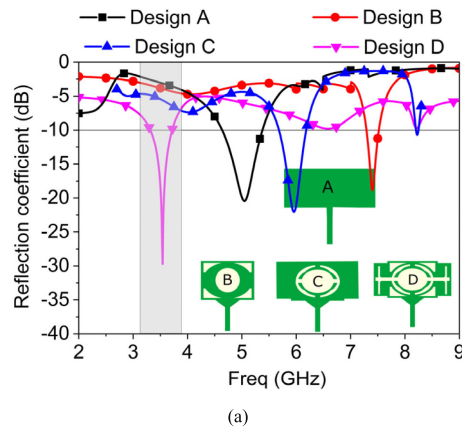 Design A Design B
Design C Design D
Reflection coefficient (dB)
0
-5
-10
-15
-20
-25
-30
-35
-40
A
B
C
D
2 3 4 5 6 7 8 9
Freq (GHz)
(a)